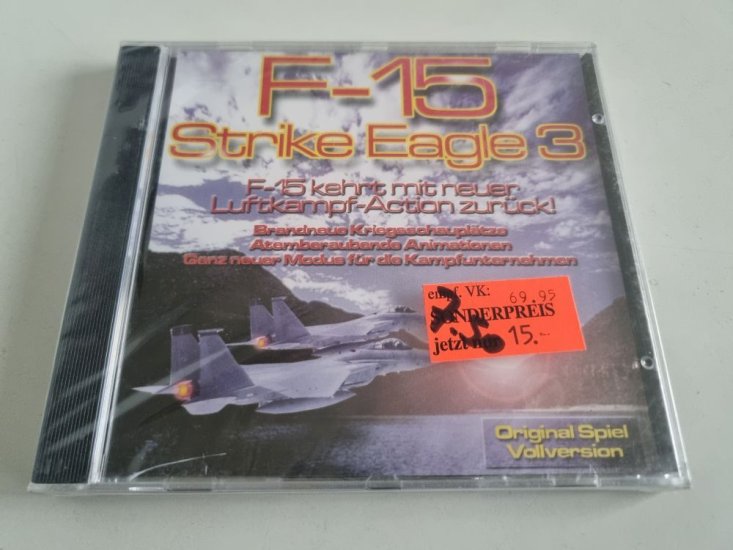 F-15
Strike Eagle 3
F-15 kehrt mit neuer
Luftkampf-Action zurück!
Brandneue Kriegsschauplätze
Atemberaubende Animationen
Ganz neuer Modus für die Kampfunternehmen
empf. VK: 69.95
SONDERPREIS
jetzt nur 15.-
Original Spiel
Vollversion